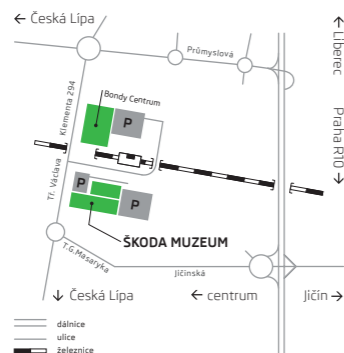 ← Česká Lípa
↑ Liberec
Průmyslová
Bondy Centrum
Klementa 294
P
Praha R10 ↓
Tř. Václava
P
P
ŠKODA MUZEUM
T.G.Masaryka
Jičínská
↓ Česká Lípa
← centrum
Jičín →
dálnice
ulice
železnice